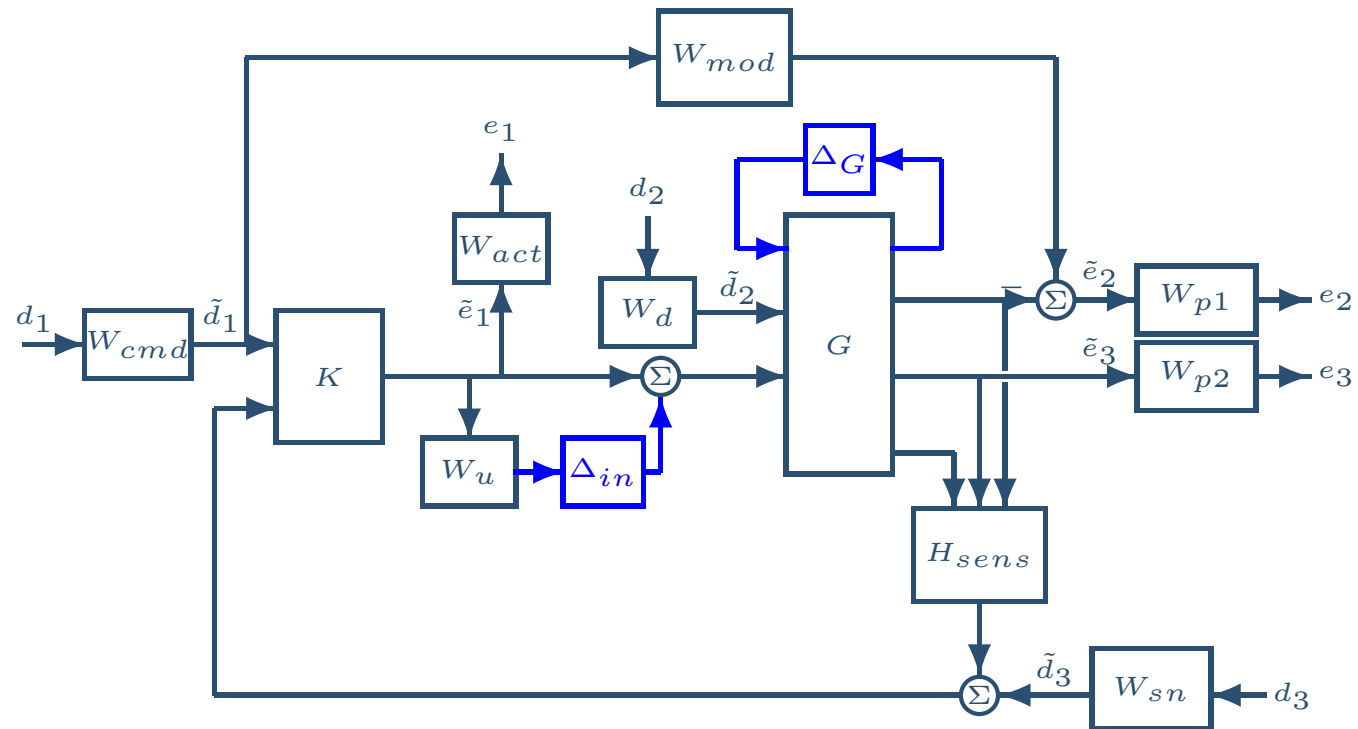 W_mod
e_1
Δ_G
d_2
W_act
d̃_2
ẽ_2
W_d
W_p1
e_2
d_1
d̃_1
ẽ_1
−
Σ
W_cmd
G
K
Σ
ẽ_3
W_p2
e_3
W_u
Δ_in
H_sens
d̃_3
Σ
W_sn
d_3